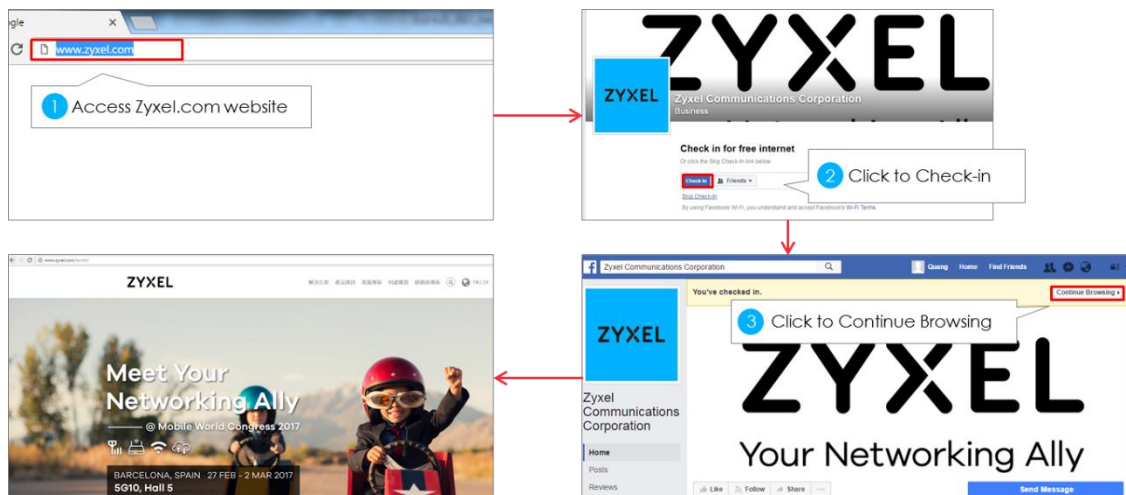 gle
www.zyxel.com
1 Access Zyxel.com website
ZYXEL
ZYXEL
Zyxel Communications Corporation
Business
Check in for free internet
Or click the Skip Check-in link below
Check In
Friends
2 Click to Check-in
Skip Check-In
By using Facebook Wi-Fi, you understand and accept Facebook's Wi-Fi Terms.
ZYXEL
Meet Your
Networking Ally
@ Mobile World Congress 2017
BARCELONA, SPAIN 27 FEB - 2 MAR 2017
5G10, Hall 5
Zyxel Communications Corporation
Quang Home Find Friends
You've checked in.
Continue Browsing
3 Click to Continue Browsing
ZYXEL
ZYXEL
Your Networking Ally
Zyxel
Communications
Corporation
Home
Posts
Reviews
Like Follow Share
Send Message